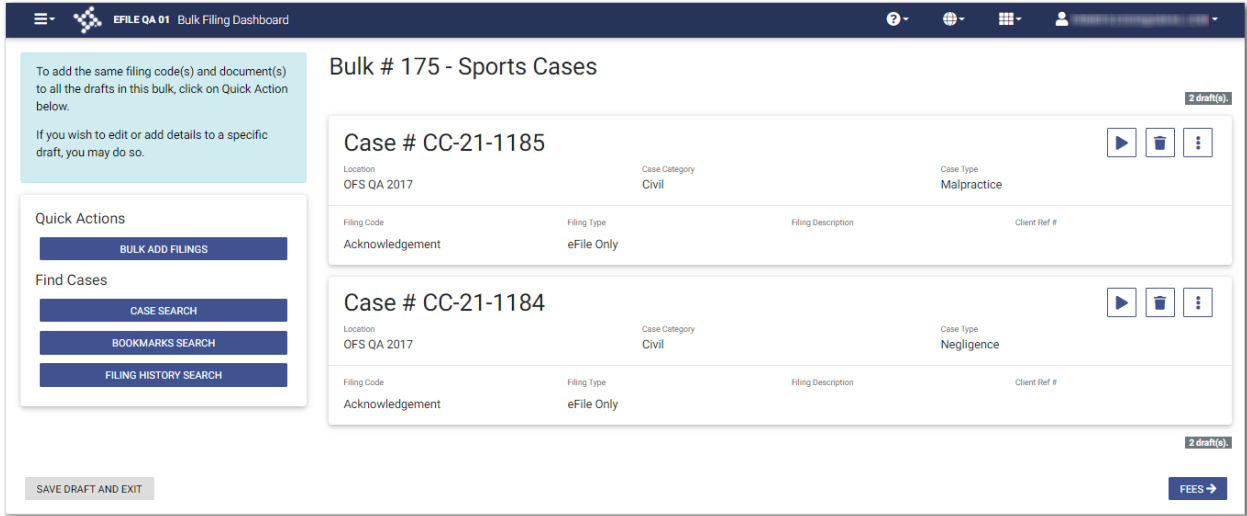 EFILE QA 01 Bulk Filing Dashboard
To add the same filing code(s) and document(s)
to all the drafts in this bulk, click on Quick Action
below.
If you wish to edit or add details to a specific
draft, you may do so.
Quick Actions
BULK ADD FILINGS
Find Cases
CASE SEARCH
BOOKMARKS SEARCH
FILING HISTORY SEARCH
Bulk # 175 - Sports Cases
2 draft(s).
Case # CC-21-1185
Location Case Category Case Type
OFS QA 2017 Civil Malpractice
Filing Code Filing Type Filing Description Client Ref #
Acknowledgement eFile Only
Case # CC-21-1184
Location Case Category Case Type
OFS QA 2017 Civil Negligence
Filing Code Filing Type Filing Description Client Ref #
Acknowledgement eFile Only
2 draft(s).
SAVE DRAFT AND EXIT
FEES